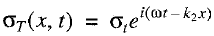 σ_T(x, t) = σ_t e^{i(ωt − k_2 x)}